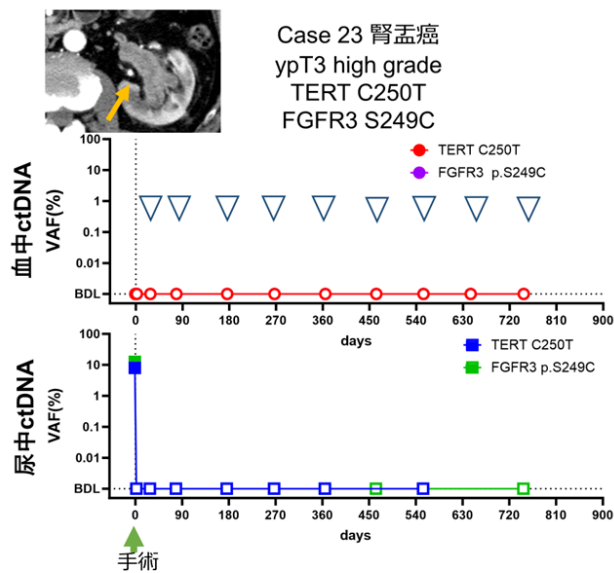 Case 23 腎盂癌
ypT3 high grade
TERT C250T
FGFR3 S249C
血中ctDNA
VAF(%)
100
10
1
0.1
0.01
BDL
TERT C250T
FGFR3 p.S249C
0 90 180 270 360 450 540 630 720 810 900
days
尿中ctDNA
VAF(%)
100
10
1
0.1
0.01
BDL
TERT C250T
FGFR3 p.S249C
0 90 180 270 360 450 540 630 720 810 900
days
手術